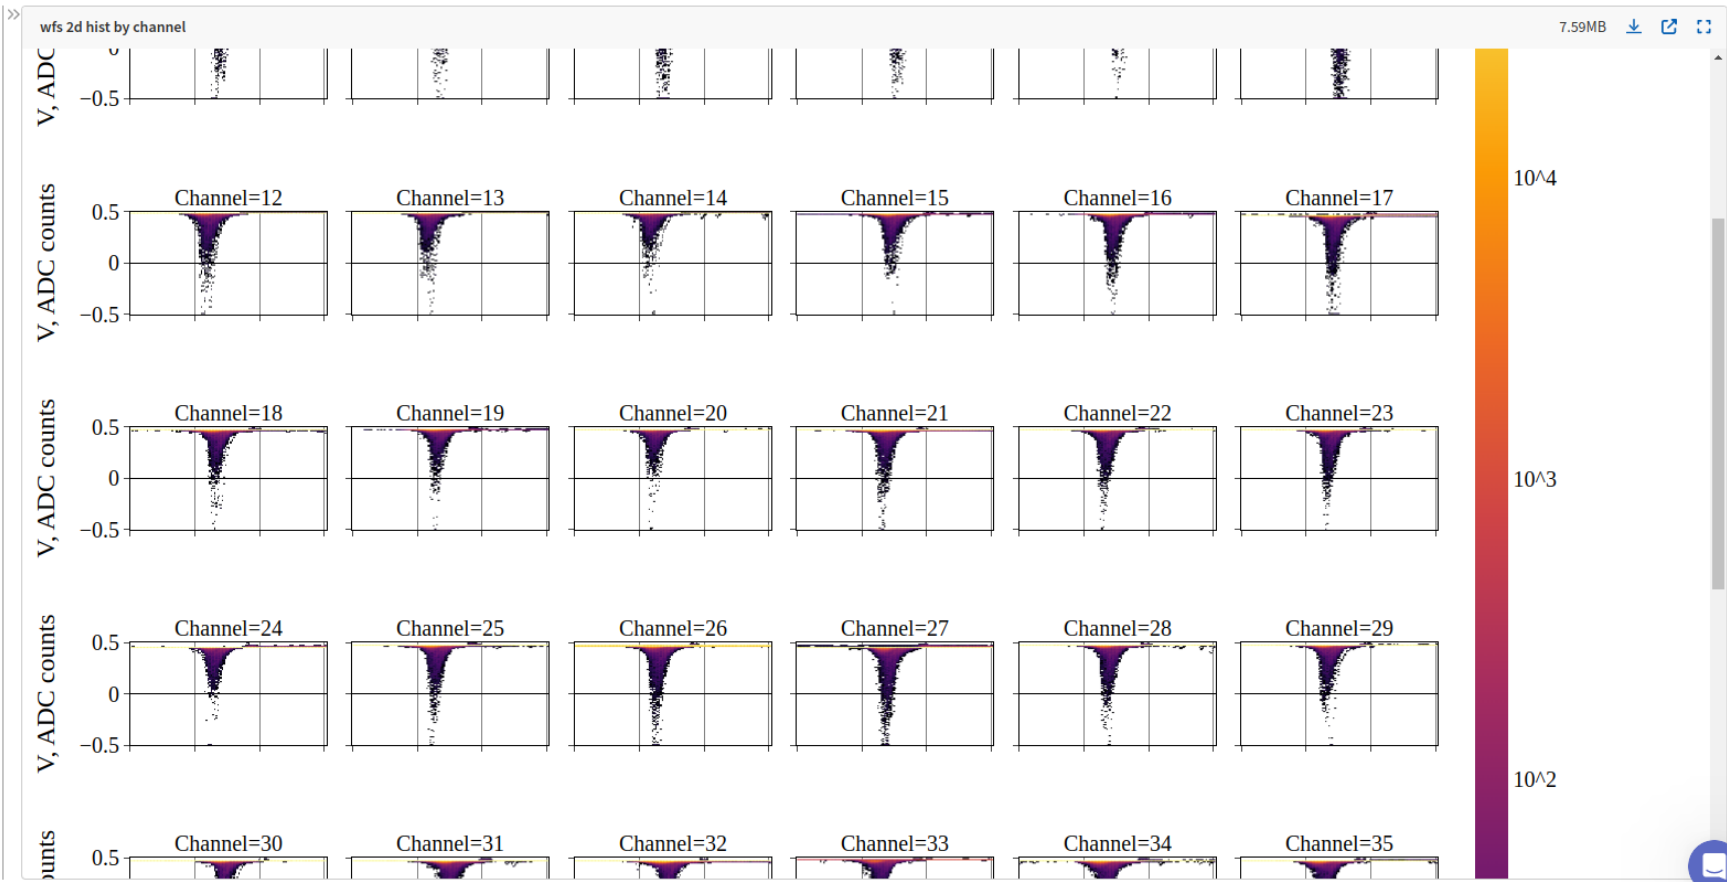 wfs 2d hist by channel 7.59MB
V, ADC
0
−0.5
10^4
Channel=12 Channel=13 Channel=14 Channel=15 Channel=16 Channel=17
V, ADC counts
0.5
0
−0.5
Channel=18 Channel=19 Channel=20 Channel=21 Channel=22 Channel=23
V, ADC counts
0.5
0
−0.5
10^3
Channel=24 Channel=25 Channel=26 Channel=27 Channel=28 Channel=29
V, ADC counts
0.5
0
−0.5
10^2
Channel=30 Channel=31 Channel=32 Channel=33 Channel=34 Channel=35
ounts
0.5